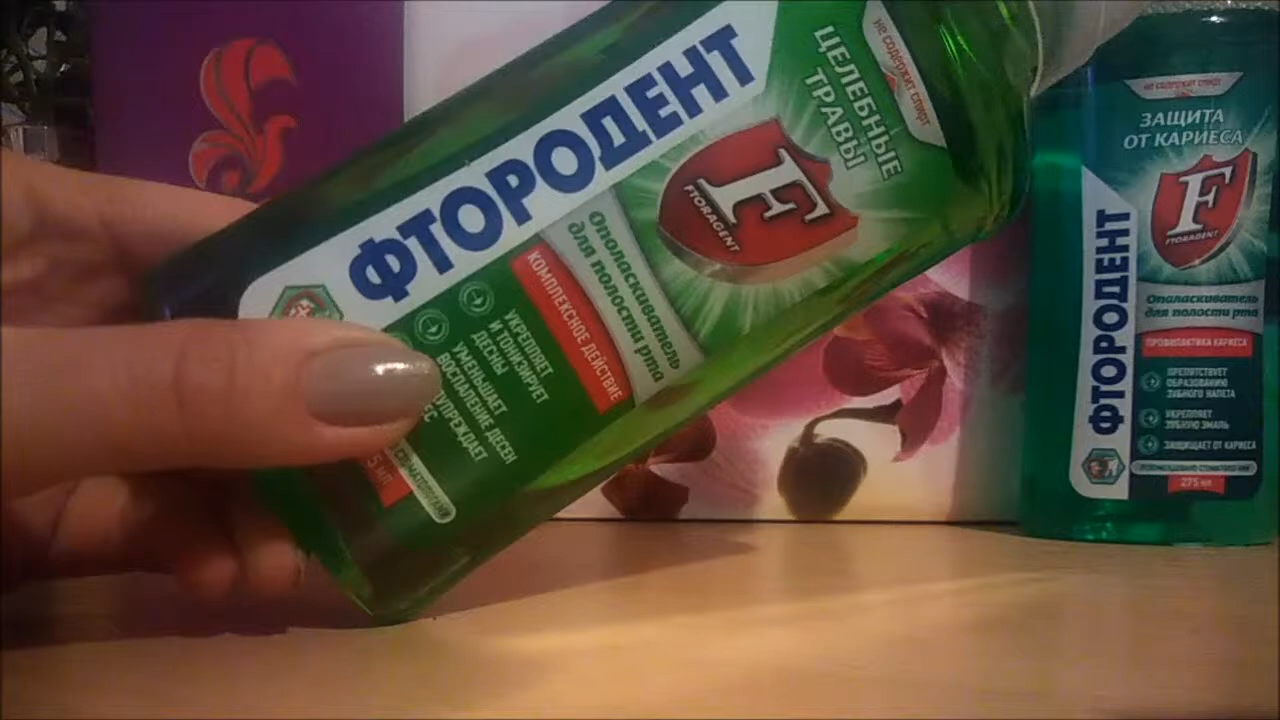 ФТОРОДЕНТ
ЦЕЛЕБНЫЕ
ТРАВЫ
не содержит спирт
F
FTORAGENT
Ополаскиватель
для полости рта
КОМПЛЕКСНОЕ ДЕЙСТВИЕ
УКРЕПЛЯЕТ
И ТОНИЗИРУЕТ
ДЕСНЫ
УМЕНЬШАЕТ
ВОСПАЛЕНИЕ ДЕСЕН
не содержит спирт
ЗАЩИТА
ОТ КАРИЕСА
F
FTORAGENT
ФТОРОДЕНТ
Ополаскиватель
для полости рта
ПРОФИЛАКТИКА КАРИЕСА
ПРЕПЯТСТВУЕТ
ОБРАЗОВАНИЮ
ЗУБНОГО НАЛЕТА
УКРЕПЛЯЕТ
ЗУБНУЮ ЭМАЛЬ
ЗАЩИЩАЕТ ОТ КАРИЕСА
275 мл